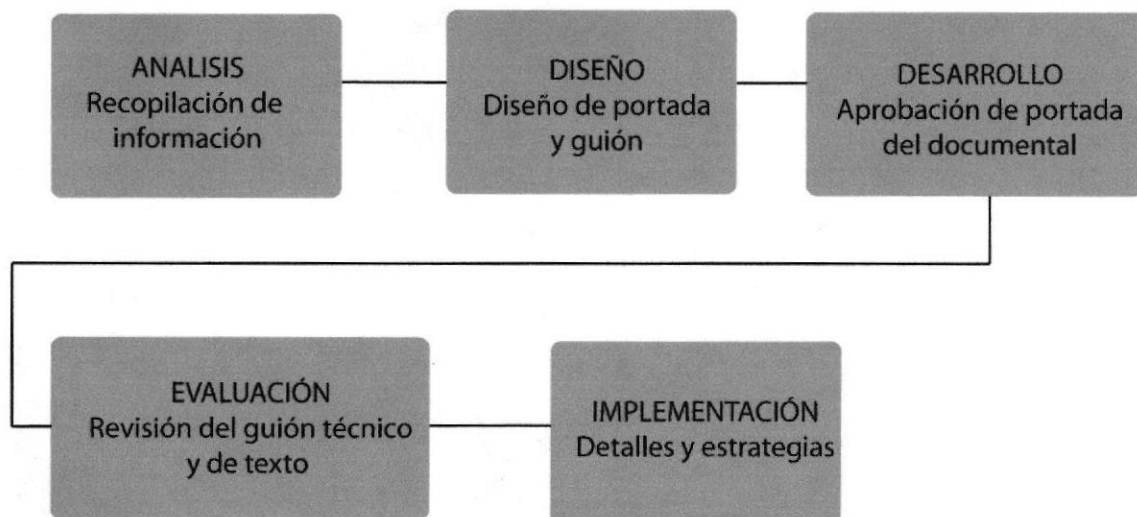 ANALISIS
Recopilación de
información
DISEÑO
Diseño de portada
y guión
DESARROLLO
Aprobación de portada
del documental
EVALUACIÓN
Revisión del guión técnico
y de texto
IMPLEMENTACIÓN
Detalles y estrategias